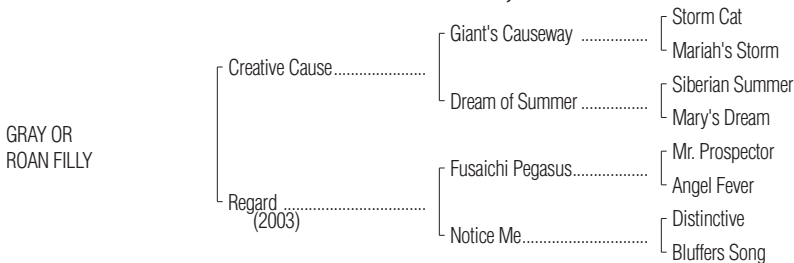 Storm Cat
Giant's Causeway ................
Mariah's Storm
Creative Cause......................
Siberian Summer
Dream of Summer ................
Mary's Dream
GRAY OR
ROAN FILLY
Mr. Prospector
Fusaichi Pegasus..................
Angel Fever
Regard ..................................
(2003)
Distinctive
Notice Me..............................
Bluffers Song